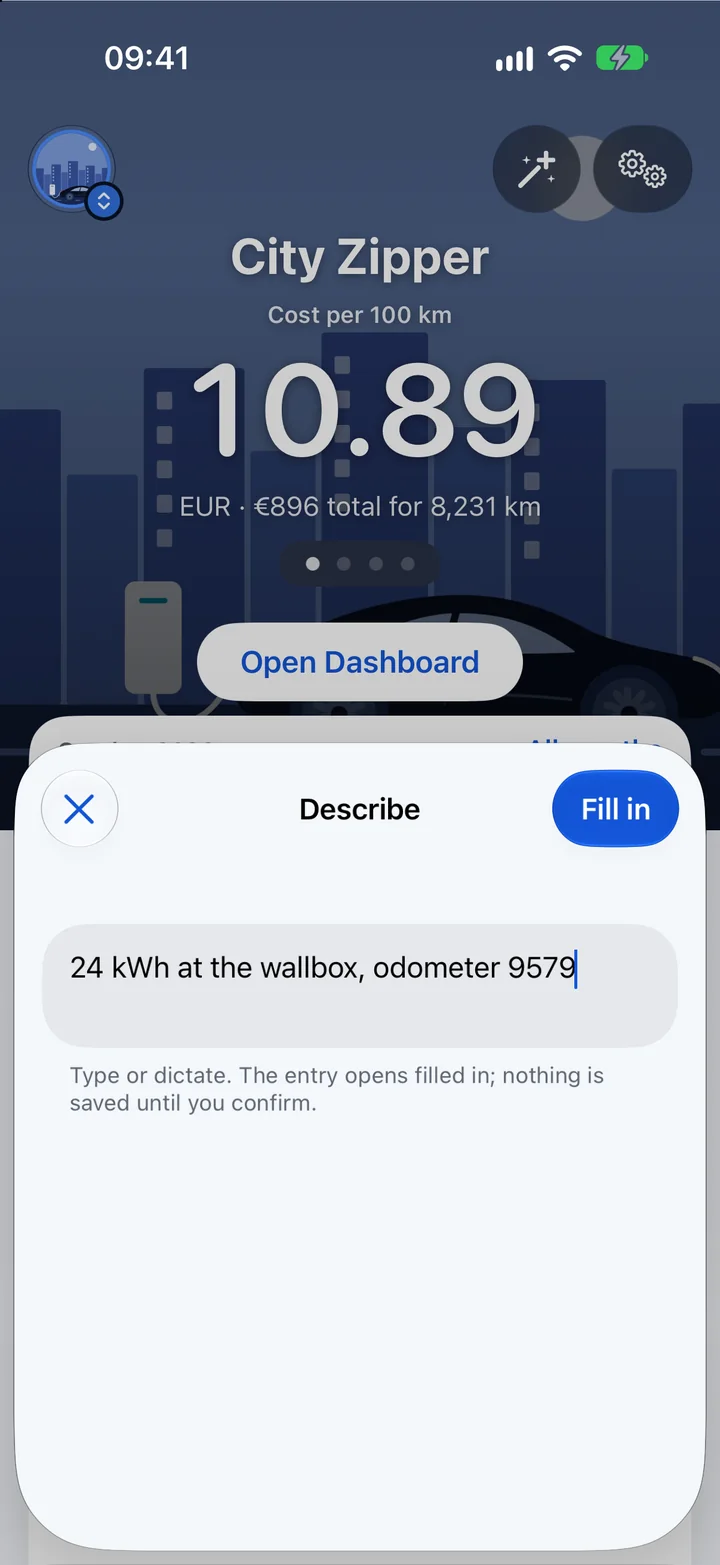 09:41
City Zipper
Cost per 100 km
10.89
EUR · €896 total for 8,231 km
Open Dashboard
Describe
Fill in
24 kWh at the wallbox, odometer 9579
Type or dictate. The entry opens filled in; nothing is
saved until you confirm.